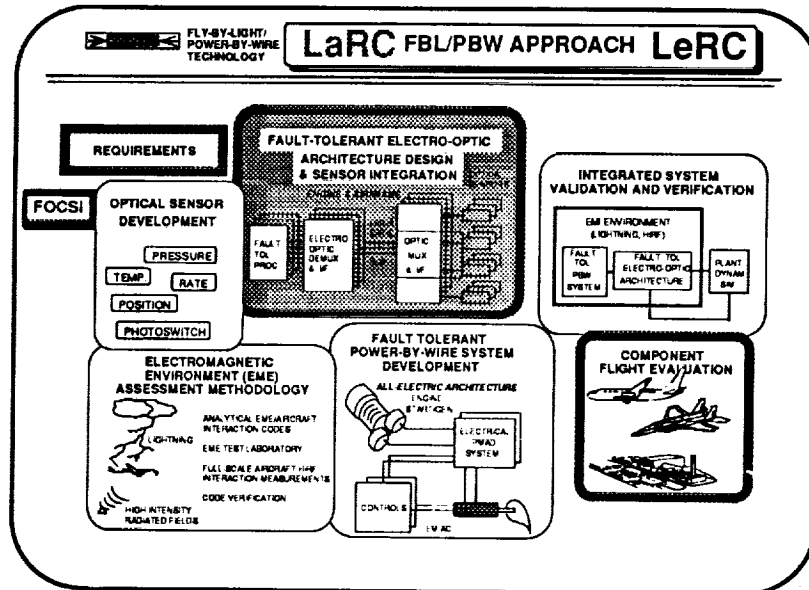 FLY-BY-LIGHT/
POWER-BY-WIRE
TECHNOLOGY
LaRC FBL/PBW APPROACH LeRC
REQUIREMENTS
FOCSI
OPTICAL SENSOR
DEVELOPMENT
PRESSURE
TEMP
RATE
POSITION
PHOTOSWITCH
FAULT-TOLERANT ELECTRO-OPTIC
ARCHITECTURE DESIGN
& SENSOR INTEGRATION
FAULT
TOL
PROC
ELECTRO
OPTIC
DEMUX
& I/F
OPTIC
MUX
& I/F
INTEGRATED SYSTEM
VALIDATION AND VERIFICATION
EMI ENVIRONMENT
(LIGHTNING, HIRF)
FAULT
TOL
PBW
SYSTEM
FAULT TOL
ELECTRO-OPTIC
ARCHITECTURE
PLANT
DYNAM
SIM
ELECTROMAGNETIC
ENVIRONMENT (EME)
ASSESSMENT METHODOLOGY
LIGHTNING
HIGH INTENSITY
RADIATED FIELDS
ANALYTICAL EME/AIRCRAFT
INTERACTION CODES
EME TEST LABORATORY
FULL-SCALE AIRCRAFT HIRF
INTERACTION MEASUREMENTS
CODE VERIFICATION
FAULT TOLERANT
POWER-BY-WIRE SYSTEM
DEVELOPMENT
ALL-ELECTRIC ARCHITECTURE
ENGINE
START/GEN
ELECTRICAL
PMAD
SYSTEM
CONTROLS
COMPONENT
FLIGHT EVALUATION